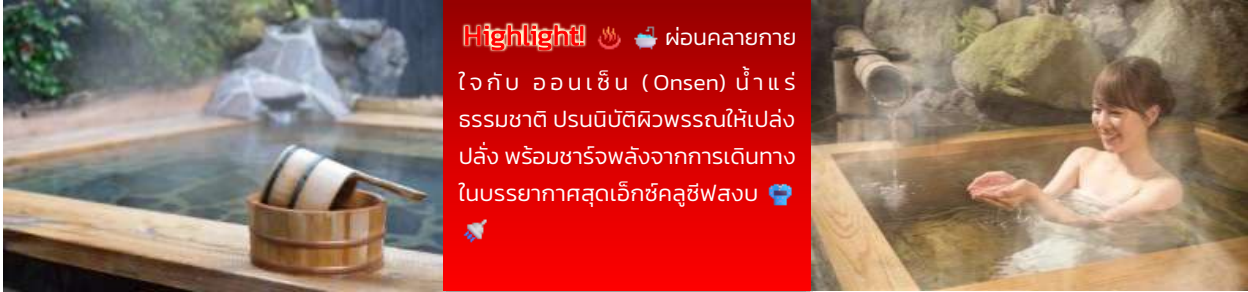 Highlight! ♨️ 🛁 ผ่อนคลายกาย
ใจกับ ออนเซ็น (Onsen) น้ำแร่
ธรรมชาติ ปรนนิบัติผิวพรรณให้เปล่ง
ปลั่ง พร้อมชาร์จพลังจากการเดินทาง
ในบรรยากาศสุดเอ็กซ์คลูซีฟสงบ 👘
🚿